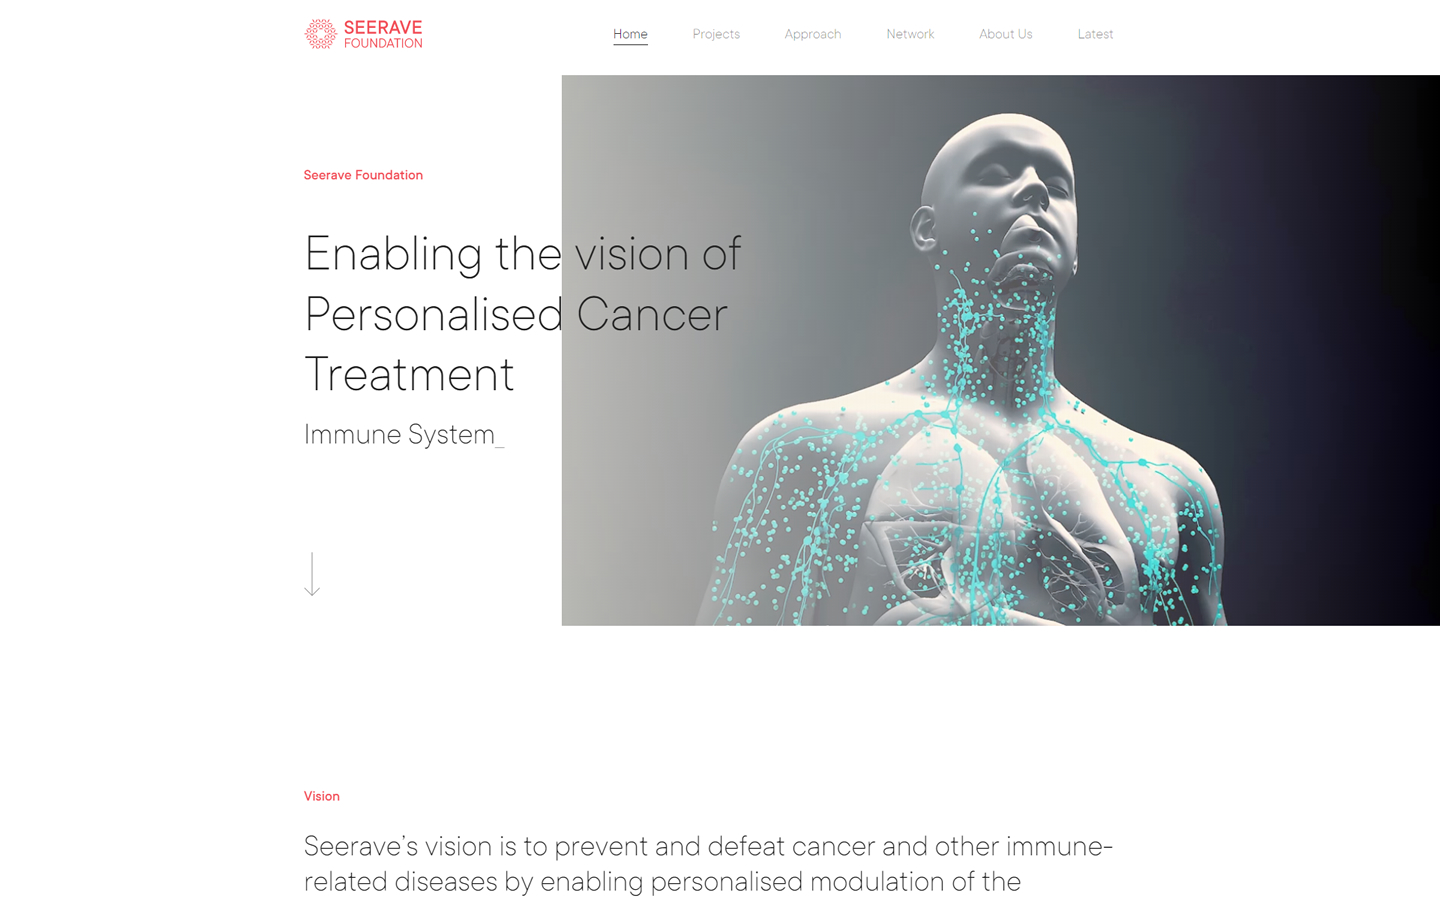 SEERAVE
FOUNDATION
Home Projects Approach Network About Us Latest
Seerave Foundation
Enabling the vision of
Personalised Cancer
Treatment
Immune System_
Vision
Seerave’s vision is to prevent and defeat cancer and other immune-
related diseases by enabling personalised modulation of the